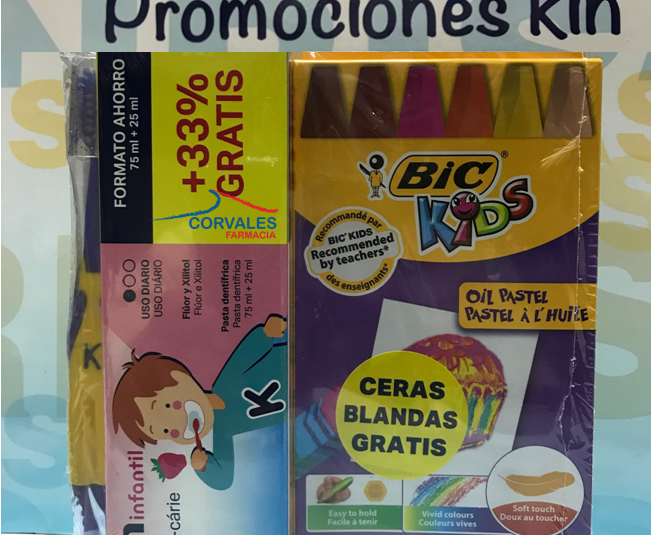 Promociones Kin
FORMATO AHORRO
75 ml + 25 ml
+33%
GRATIS
CORVALES
FARMACIA
USO DIARIO
USO DIÁRIO
Flúor y Xilitol
Flúor e Xilitol
Pasta dentífrica
Pasta dentífrica
75 ml + 25 ml
K
K
infantil
-cárie
BIC®
KIDS
Recommandé par
BIC® KIDS
Recommended
by teachers*
des enseignants*
OIL PASTEL
PASTEL À L'HUILE
CERAS
BLANDAS
GRATIS
Easy to hold
Facile à tenir
Vivid colours
Couleurs vives
Soft touch
Doux au toucher